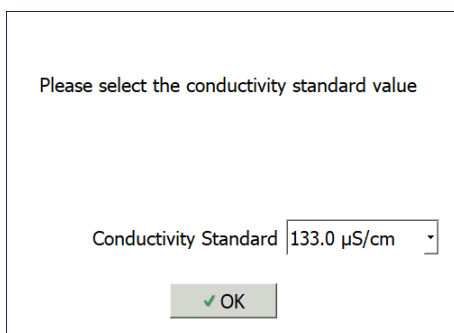 Please select the conductivity standard value
Conductivity Standard 133.0 µS/cm
OK